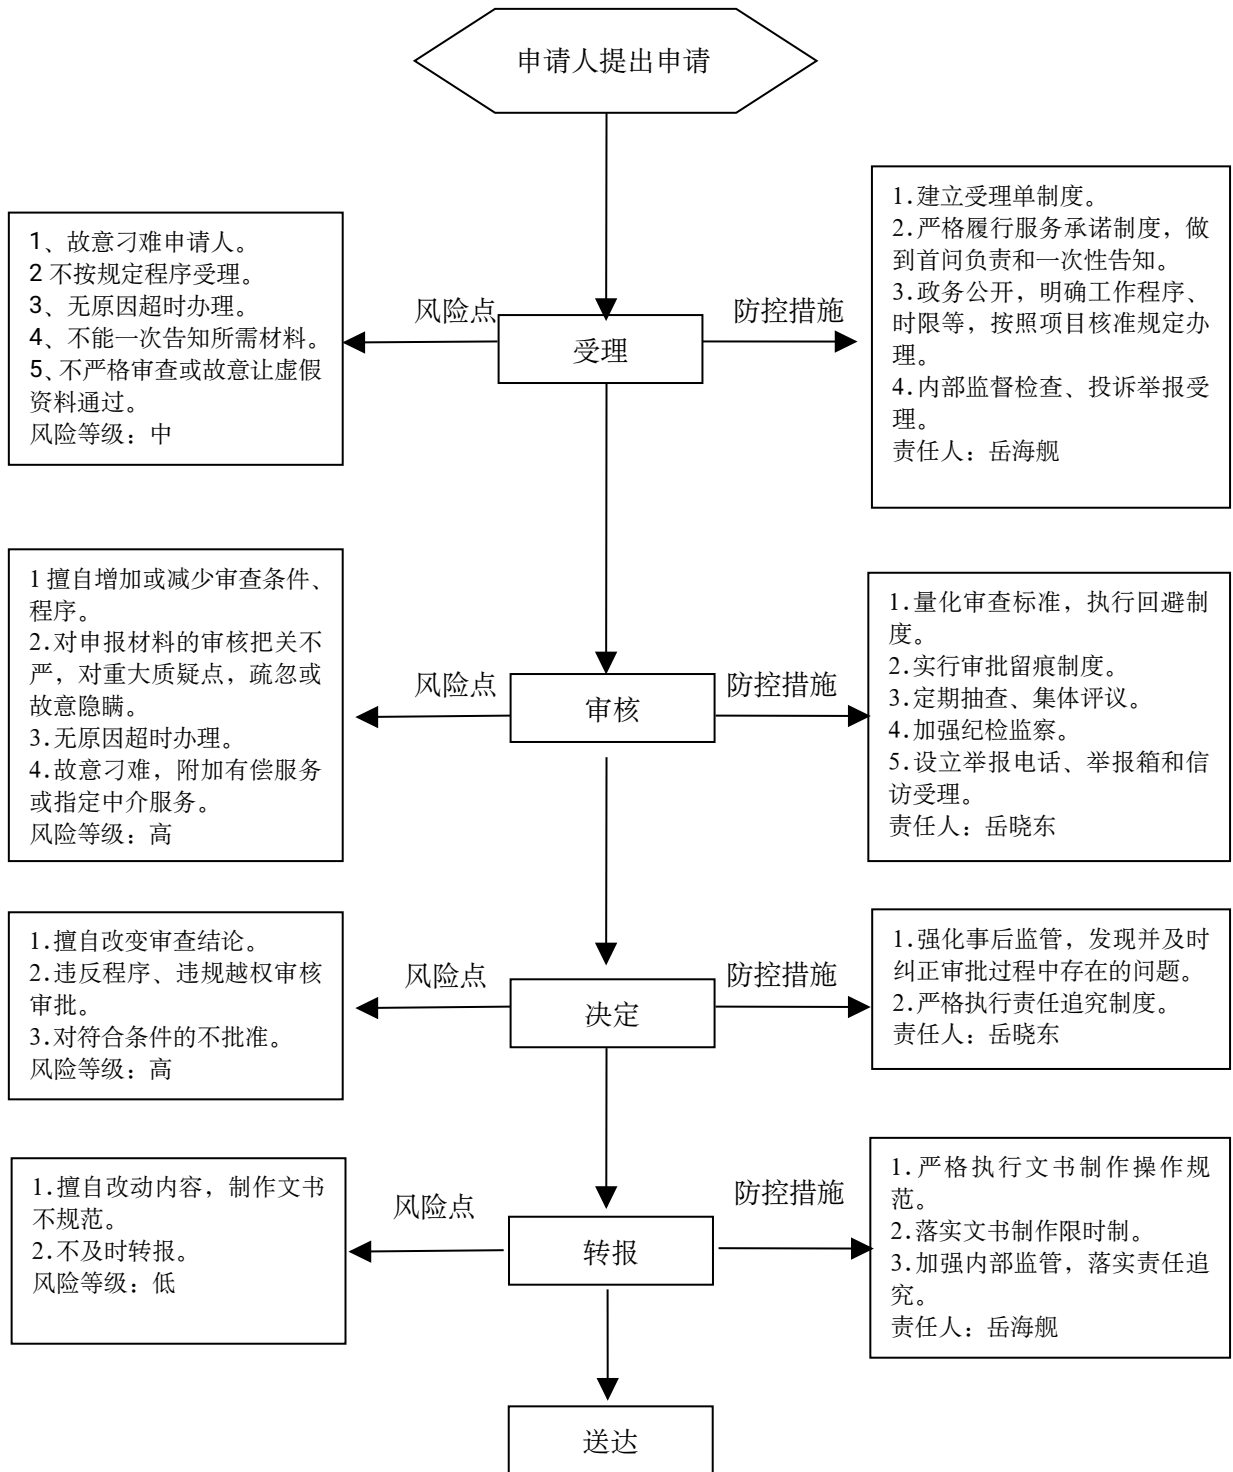 申请人提出申请
1、故意刁难申请人。
2 不按规定程序受理。
3、无原因超时办理。
4、不能一次告知所需材料。
5、不严格审查或故意让虚假
资料通过。
风险等级：中
风险点
受理
防控措施
1.建立受理单制度。
2.严格履行服务承诺制度，做
到首问负责和一次性告知。
3.政务公开，明确工作程序、
时限等，按照项目核准规定办
理。
4.内部监督检查、投诉举报受
理。
责任人：岳海舰
1 擅自增加或减少审查条件、
程序。
2.对申报材料的审核把关不
严，对重大质疑点，疏忽或
故意隐瞒。
3.无原因超时办理。
4.故意刁难，附加有偿服务
或指定中介服务。
风险等级：高
风险点
审核
防控措施
1.量化审查标准，执行回避制
度。
2.实行审批留痕制度。
3.定期抽查、集体评议。
4.加强纪检监察。
5.设立举报电话、举报箱和信
访受理。
责任人：岳晓东
1.擅自改变审查结论。
2.违反程序、违规越权审核
审批。
3.对符合条件的不批准。
风险等级：高
风险点
决定
防控措施
1.强化事后监管，发现并及时
纠正审批过程中存在的问题。
2.严格执行责任追究制度。
责任人：岳晓东
1.擅自改动内容，制作文书
不规范。
2.不及时转报。
风险等级：低
风险点
转报
防控措施
1.严格执行文书制作操作规
范。
2.落实文书制作限时制。
3.加强内部监管，落实责任追
究。
责任人：岳海舰
送达